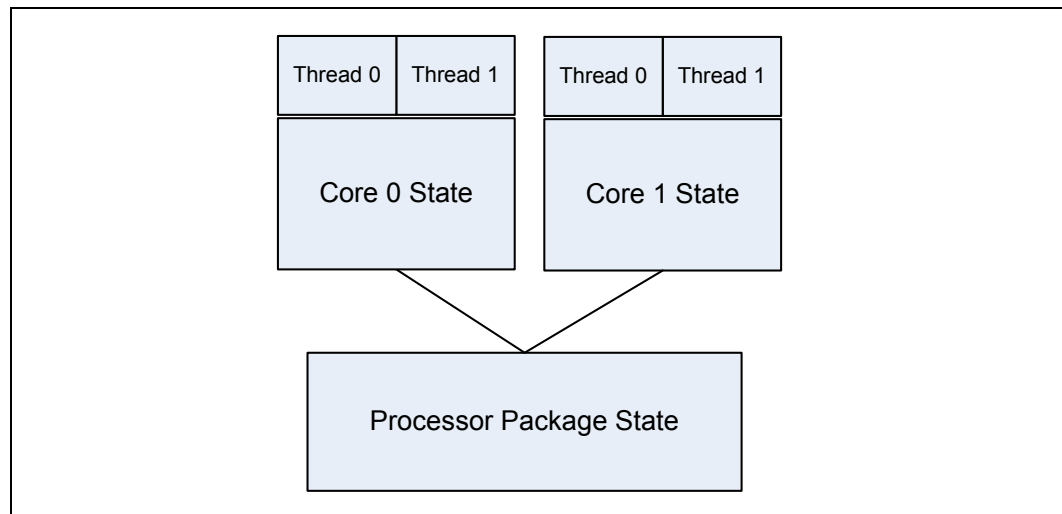 Thread 0
Thread 1
Thread 0
Thread 1
Core 0 State
Core 1 State
Processor Package State